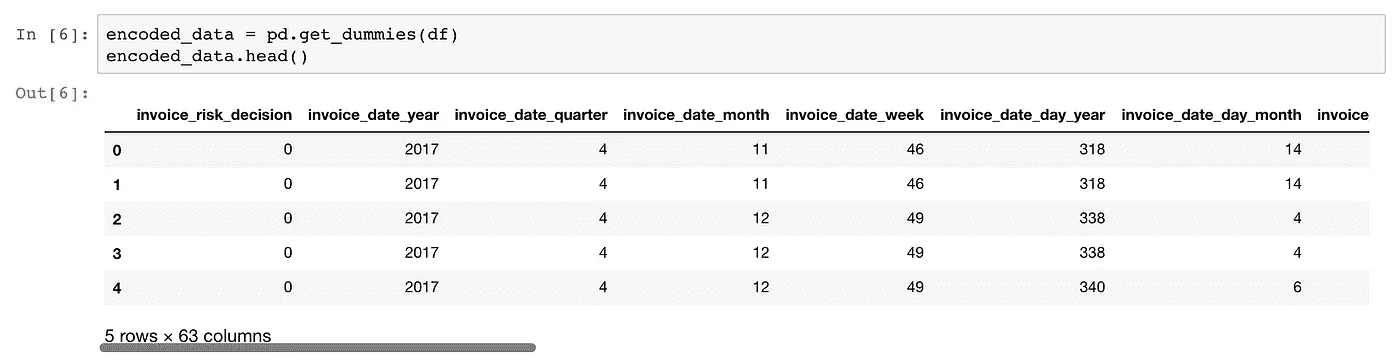 In [6]: encoded_data = pd.get_dummies(df)
encoded_data.head()
Out[6]:
invoice_risk_decision invoice_date_year invoice_date_quarter invoice_date_month invoice_date_week invoice_date_day_year invoice_date_day_month invoice
0 0 2017 4 11 46 318 14
1 0 2017 4 11 46 318 14
2 0 2017 4 12 49 338 4
3 0 2017 4 12 49 338 4
4 0 2017 4 12 49 340 6
5 rows × 63 columns